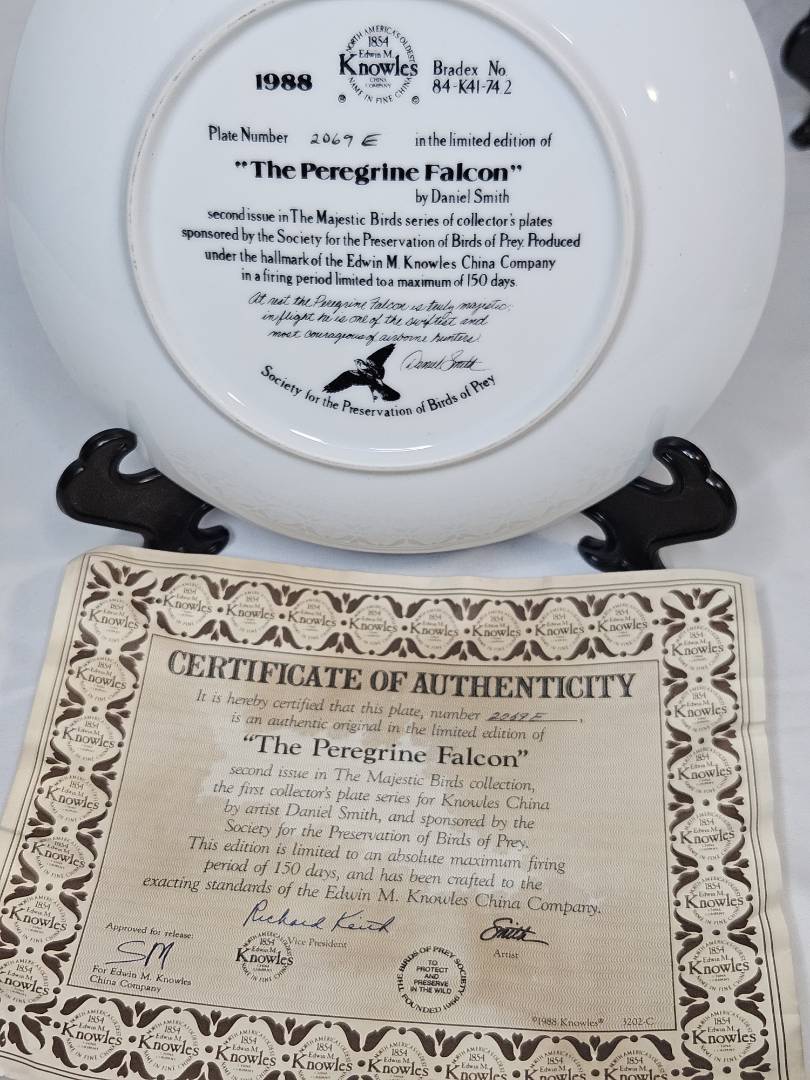 NORTH AMERICA'S OLDEST
1854
Edwin M.
Knowles
CHINA
COMPANY
NAME IN FINE CHINA
1988
Bradex No.
84-K41-74.2
Plate Number 2069 E in the limited edition of
"The Peregrine Falcon"
by Daniel Smith
second issue in The Majestic Birds series of collector's plates
sponsored by the Society for the Preservation of Birds of Prey. Produced
under the hallmark of the Edwin M. Knowles China Company
in a firing period limited to a maximum of 150 days.
At rest the Peregrine Falcon is truly majestic;
in flight he is one of the swiftest and
most courageous of airborne hunters.
Daniel Smith
Society for the Preservation of Birds of Prey
CERTIFICATE OF AUTHENTICITY
It is hereby certified that this plate, number 2069 E,
is an authentic original in the limited edition of
"The Peregrine Falcon"
second issue in The Majestic Birds collection,
the first collector's plate series for Knowles China
by artist Daniel Smith, and sponsored by the
Society for the Preservation of Birds of Prey.
This edition is limited to an absolute maximum firing
period of 150 days, and has been crafted to the
exacting standards of the Edwin M. Knowles China Company.
Approved for release:
SM
For Edwin M. Knowles
China Company
Richard Keith
Vice President
1854
Edwin M.
Knowles
CHINA
COMPANY
THE BIRDS OF PREY SOCIETY
TO
PROTECT
AND
PRESERVE
IN THE WILD
FOUNDED 1966
Smith
Artist
©1988 Knowles® 3202-C